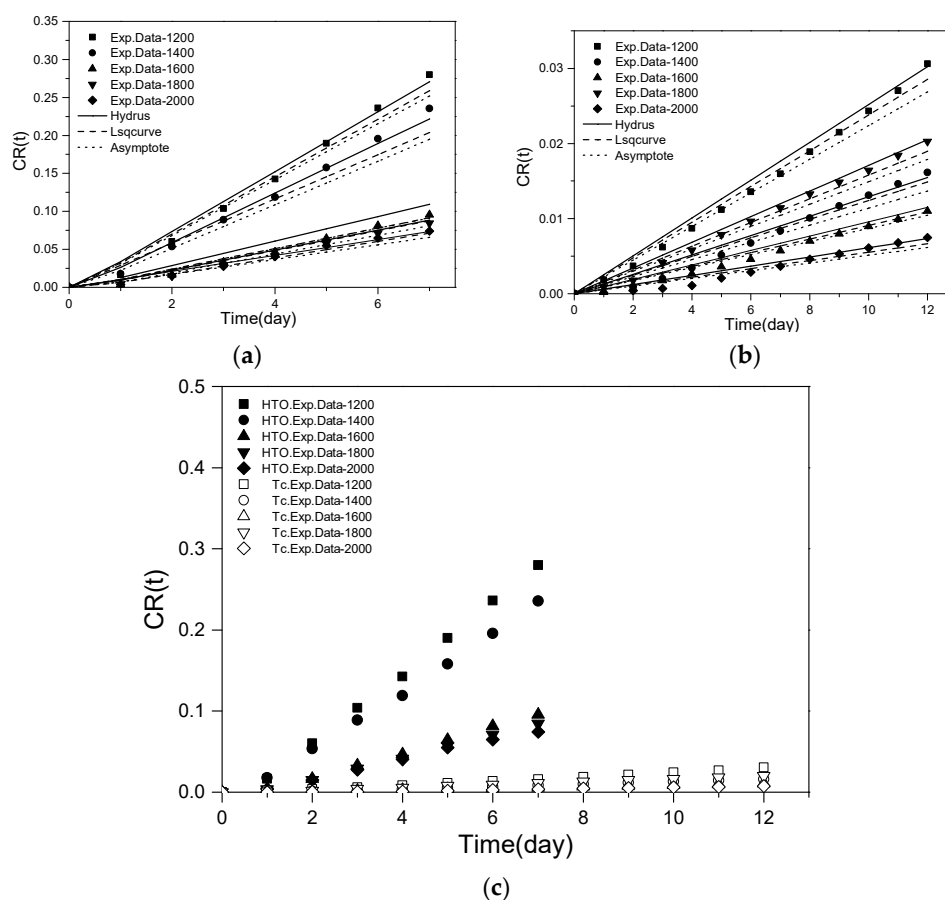 0.35
0.30
0.25
0.20
0.15
0.10
0.05
0.00
CR(t)
Exp.Data-1200
Exp.Data-1400
Exp.Data-1600
Exp.Data-1800
Exp.Data-2000
Hydrus
Lsqcurve
Asymptote
0 2 4 6
Time(day)
(a)
0.03
0.02
0.01
0.00
CR(t)
Exp.Data-1200
Exp.Data-1400
Exp.Data-1600
Exp.Data-1800
Exp.Data-2000
Hydrus
Lsqcurve
Asymptote
0 2 4 6 8 10 12
Time(day)
(b)
0.5
0.4
0.3
0.2
0.1
0.0
CR(t)
HTO.Exp.Data-1200
HTO.Exp.Data-1400
HTO.Exp.Data-1600
HTO.Exp.Data-1800
HTO.Exp.Data-2000
Tc.Exp.Data-1200
Tc.Exp.Data-1400
Tc.Exp.Data-1600
Tc.Exp.Data-1800
Tc.Exp.Data-2000
0 2 4 6 8 10 12
Time(day)
(c)